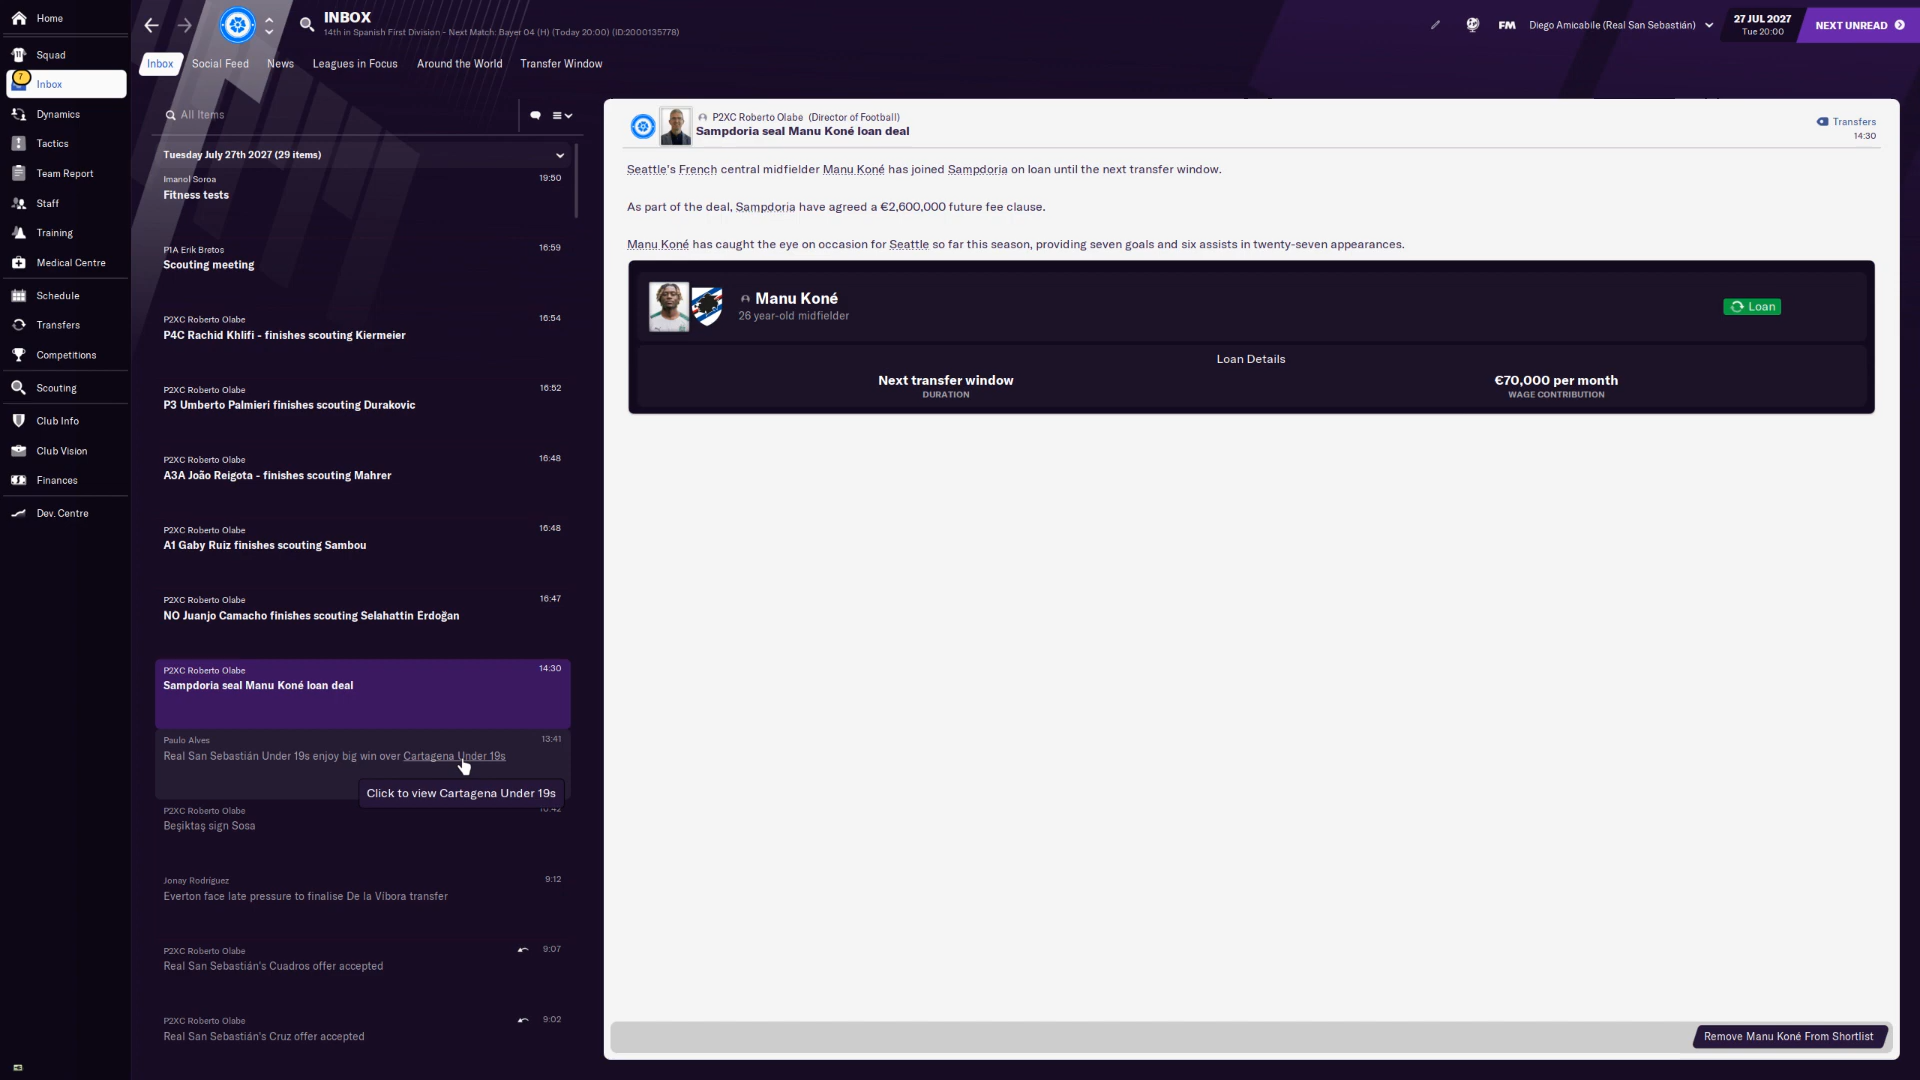 Home
Squad
7
Inbox
Dynamics
Tactics
Team Report
Staff
Training
Medical Centre
Schedule
Transfers
Competitions
Scouting
Club Info
Club Vision
Finances
Dev. Centre
INBOX
14th in Spanish First Division - Next Match: Bayer 04 (H) (Today 20:00) (ID:2000135778)
FM
Diego Amicabile (Real San Sebastián)
27 JUL 2027
Tue 20:00
NEXT UNREAD
Inbox
Social Feed
News
Leagues in Focus
Around the World
Transfer Window
All Items
Tuesday July 27th 2027 (29 items)
Imanol Soroa 19:50
Fitness tests
P1A Erik Bretos 16:59
Scouting meeting
P2XC Roberto Olabe 16:54
P4C Rachid Khlifi - finishes scouting Kiermeier
P2XC Roberto Olabe 16:52
P3 Umberto Palmieri finishes scouting Durakovic
P2XC Roberto Olabe 16:48
A3A João Reigota - finishes scouting Mahrer
P2XC Roberto Olabe 16:48
A1 Gaby Ruiz finishes scouting Sambou
P2XC Roberto Olabe 16:47
NO Juanjo Camacho finishes scouting Selahattin Erdoğan
P2XC Roberto Olabe 14:30
Sampdoria seal Manu Koné loan deal
Paulo Alves 13:41
Real San Sebastián Under 19s enjoy big win over Cartagena Under 19s
Click to view Cartagena Under 19s
P2XC Roberto Olabe
Beşiktaş sign Sosa
Jonay Rodríguez 9:12
Everton face late pressure to finalise De la Víbora transfer
P2XC Roberto Olabe 9:07
Real San Sebastián's Cuadros offer accepted
P2XC Roberto Olabe 9:02
Real San Sebastián's Cruz offer accepted
P2XC Roberto Olabe (Director of Football)
Sampdoria seal Manu Koné loan deal
Transfers
14:30
Seattle's French central midfielder Manu Koné has joined Sampdoria on loan until the next transfer window.
As part of the deal, Sampdoria have agreed a €2,600,000 future fee clause.
Manu Koné has caught the eye on occasion for Seattle so far this season, providing seven goals and six assists in twenty-seven appearances.
Manu Koné
26 year-old midfielder
Loan
Loan Details
Next transfer window
DURATION
€70,000 per month
WAGE CONTRIBUTION
Remove Manu Koné From Shortlist